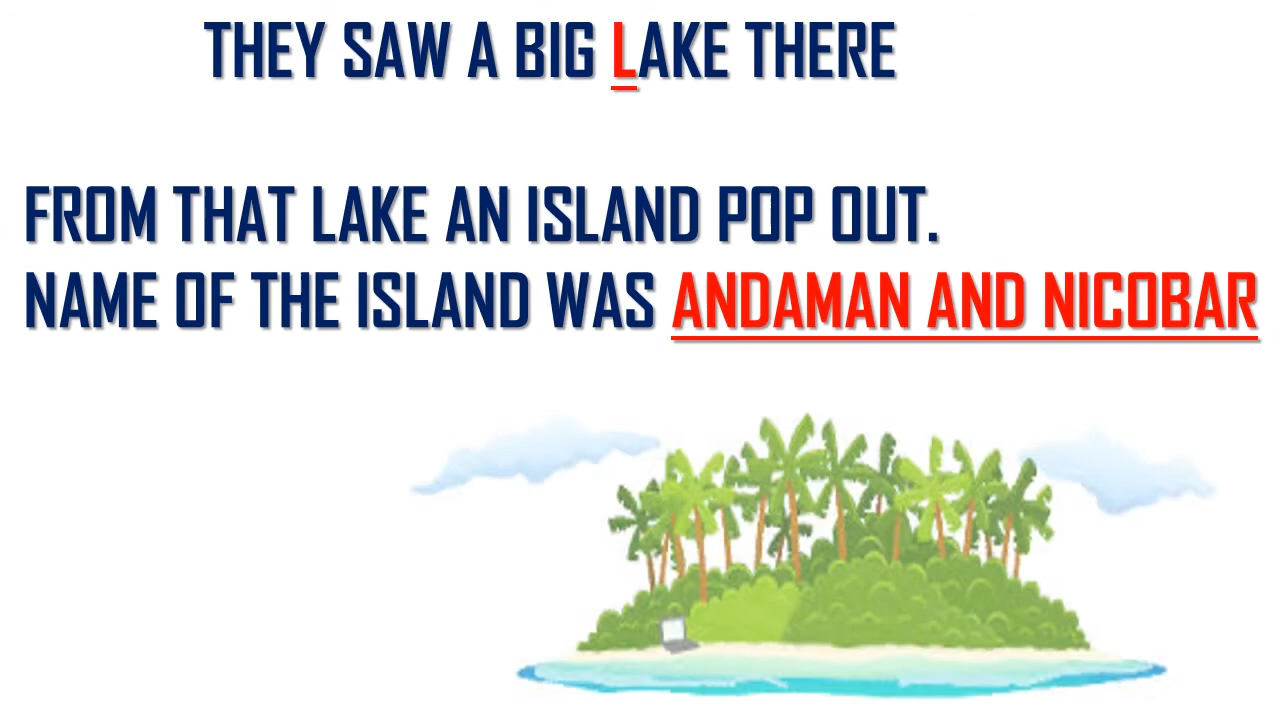 THEY SAW A BIG LAKE THERE
FROM THAT LAKE AN ISLAND POP OUT.
NAME OF THE ISLAND WAS ANDAMAN AND NICOBAR